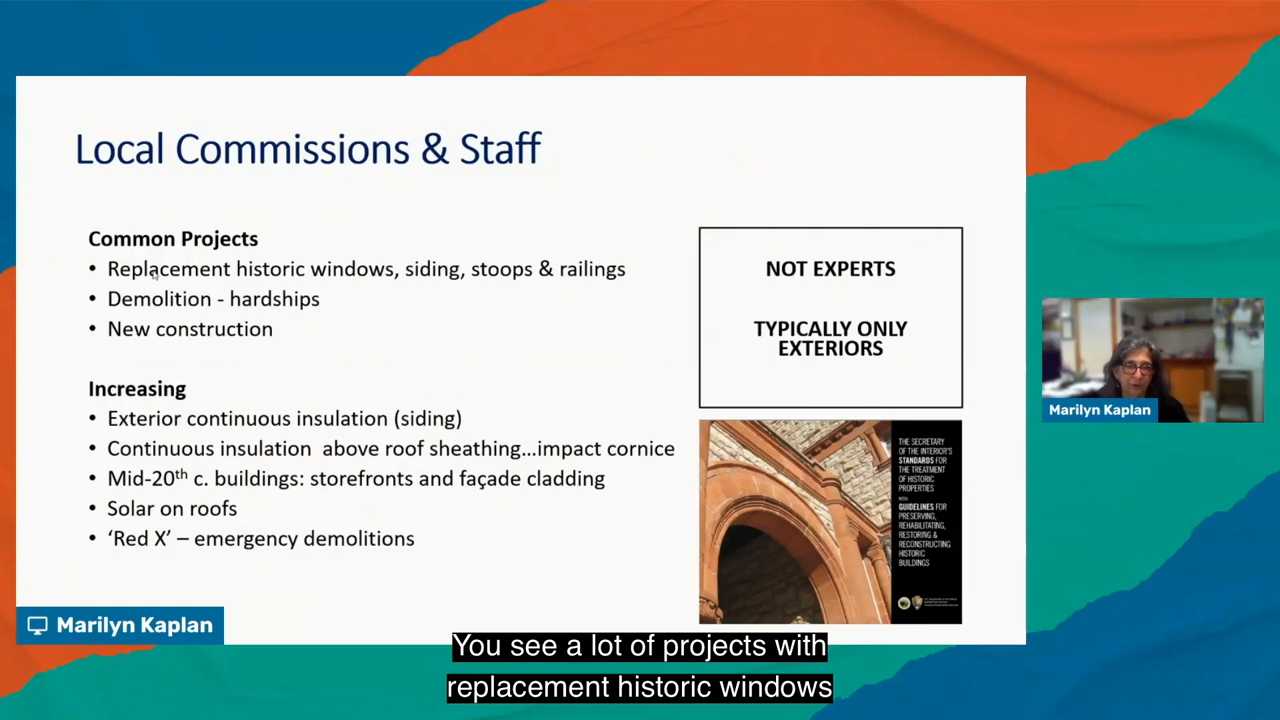 Local Commissions & Staff
Common Projects
• Replacement historic windows, siding, stoops & railings
• Demolition - hardships
• New construction
Increasing
• Exterior continuous insulation (siding)
• Continuous insulation  above roof sheathing...impact cornice
• Mid-20th c. buildings: storefronts and façade cladding
• Solar on roofs
• ‘Red X’ – emergency demolitions
NOT EXPERTS
TYPICALLY ONLY
EXTERIORS
THE SECRETARY
OF THE INTERIOR'S
STANDARDS FOR
THE TREATMENT
OF HISTORIC
PROPERTIES
WITH
GUIDELINES FOR
PRESERVING,
REHABILITATING,
RESTORING &
RECONSTRUCTING
HISTORIC
BUILDINGS
Marilyn Kaplan
Marilyn Kaplan
You see a lot of projects with
replacement historic windows